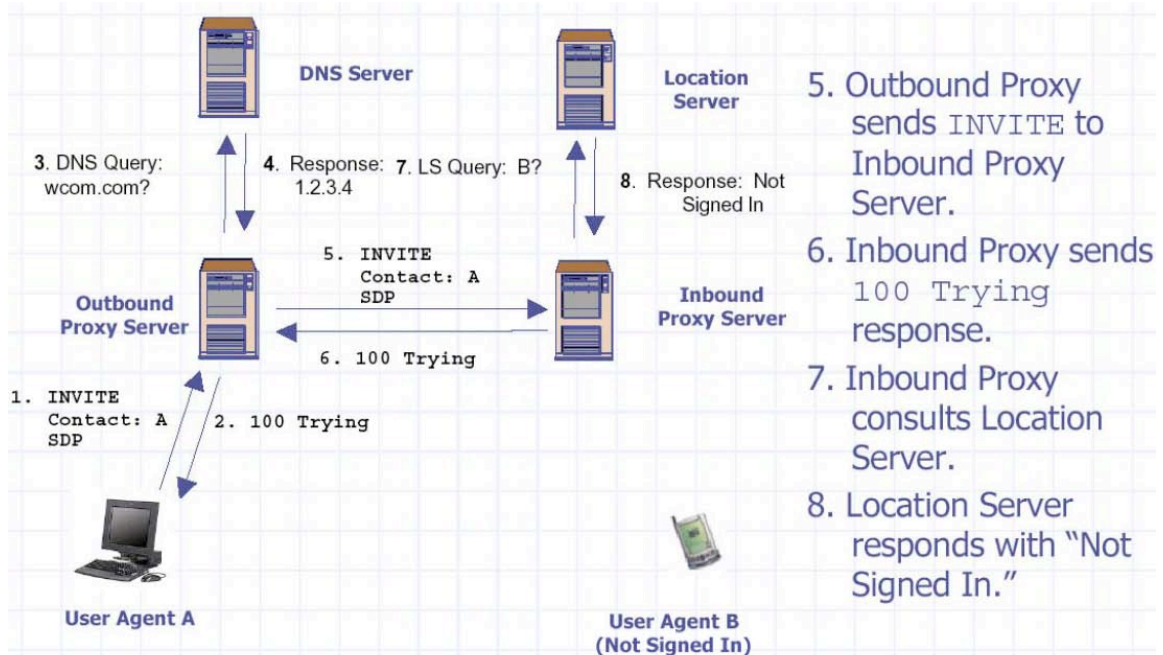 DNS Server
Location
Server
3. DNS Query:
wcom.com?
4. Response:
1.2.3.4
7. LS Query: B?
8. Response: Not
Signed In
5. INVITE
Contact: A
SDP
Outbound
Proxy Server
Inbound
Proxy Server
6. 100 Trying
1. INVITE
Contact: A
SDP
2. 100 Trying
User Agent A
User Agent B
(Not Signed In)
5. Outbound Proxy
sends INVITE to
Inbound Proxy
Server.
6. Inbound Proxy sends
100 Trying
response.
7. Inbound Proxy
consults Location
Server.
8. Location Server
responds with “Not
Signed In.”